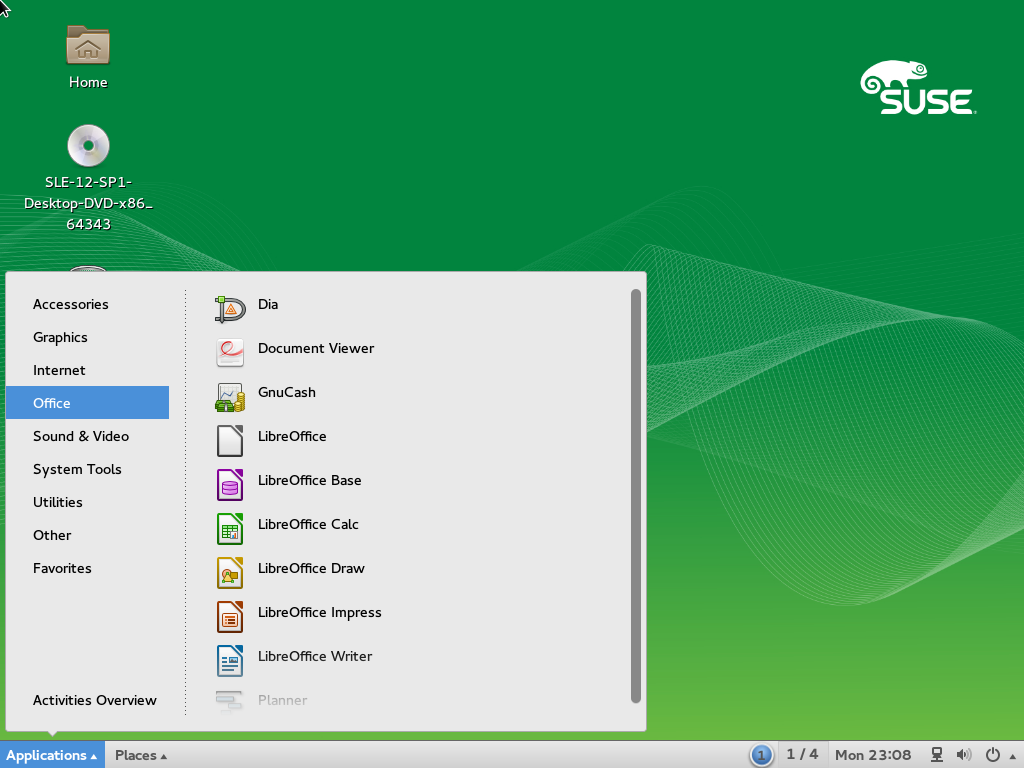 Home
SUSE
SLE-12-SP1-
Desktop-DVD-x86_
64343
Accessories
Graphics
Internet
Office
Sound & Video
System Tools
Utilities
Other
Favorites
Activities Overview
Dia
Document Viewer
GnuCash
LibreOffice
LibreOffice Base
LibreOffice Calc
LibreOffice Draw
LibreOffice Impress
LibreOffice Writer
Planner
Applications
Places
1
1 / 4
Mon 23:08